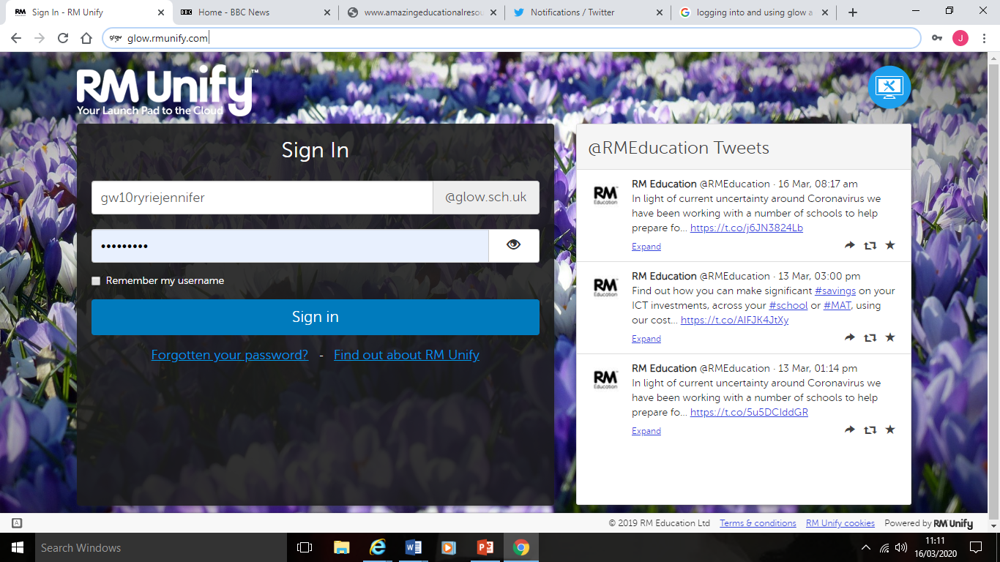 Sign In - RM Unify
Home - BBC News
www.amazingeducationalresou
Notifications / Twitter
logging into and using glow a
glow.rmunify.com
J
RM Unify™
Your Launch Pad to the Cloud
Sign In
gw10ryriejennifer @glow.sch.uk
•••••••••
Remember my username
Sign in
Forgotten your password? - Find out about RM Unify
@RMEducation Tweets
RM Education @RMEducation · 16 Mar, 08:17 am
In light of current uncertainty around Coronavirus we
have been working with a number of schools to help
prepare fo... https://t.co/j6JN3824Lb
Expand
RM Education @RMEducation · 13 Mar, 03:00 pm
Find out how you can make significant #savings on your
ICT investments, across your #school or #MAT, using
our cost... https://t.co/AIFJK4JtXy
Expand
RM Education @RMEducation · 13 Mar, 01:14 pm
In light of current uncertainty around Coronavirus we
have been working with a number of schools to help
prepare fo... https://t.co/5u5DCIddGR
Expand
© 2019 RM Education Ltd Terms & conditions RM Unify cookies Powered by RM Unify
Search Windows
11:11
16/03/2020